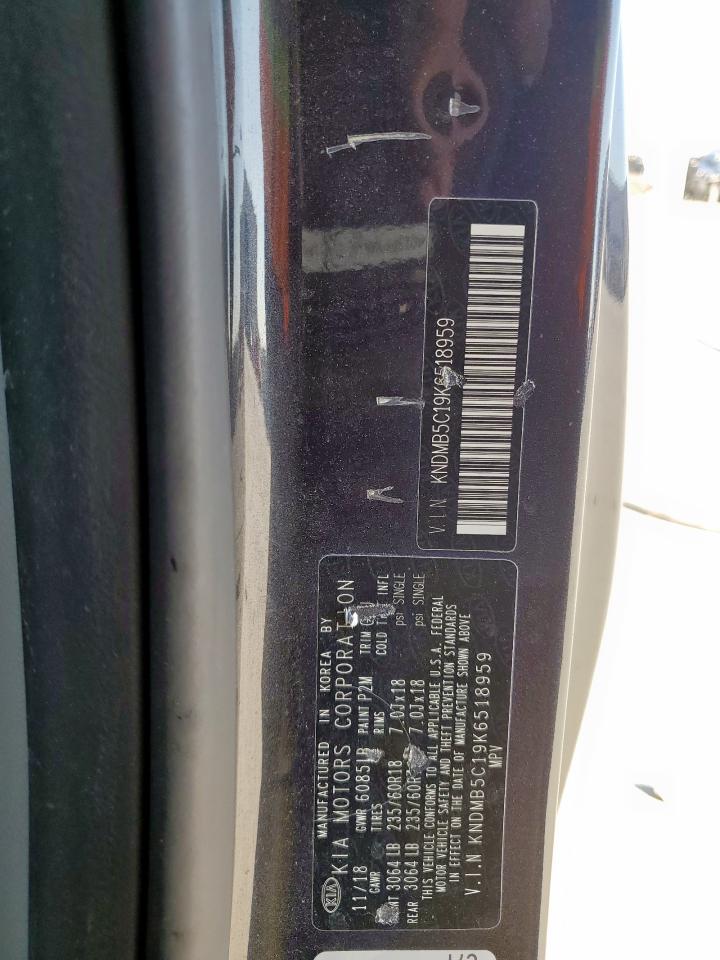 MANUFACTURED IN KOREA BY
KIA KIA MOTORS CORPORATION
11/18 GVWR 6085LB PAINT P2M TRIM
GAWR TIRES RIMS COLD INFL
3064 LB 235/60R18 7.0Jx18 psi SINGLE
REAR 3064 LB 7.0Jx18 psi SINGLE
THIS VEHICLE CONFORMS TO ALL APPLICABLE U.S.A. FEDERAL
MOTOR VEHICLE SAFETY AND THEFT PREVENTION STANDARDS
IN EFFECT ON THE DATE OF MANUFACTURE SHOWN ABOVE
V.I.N KNDMB5C19K6518959
MPV
V.I.N KNDMB5C19K6518959